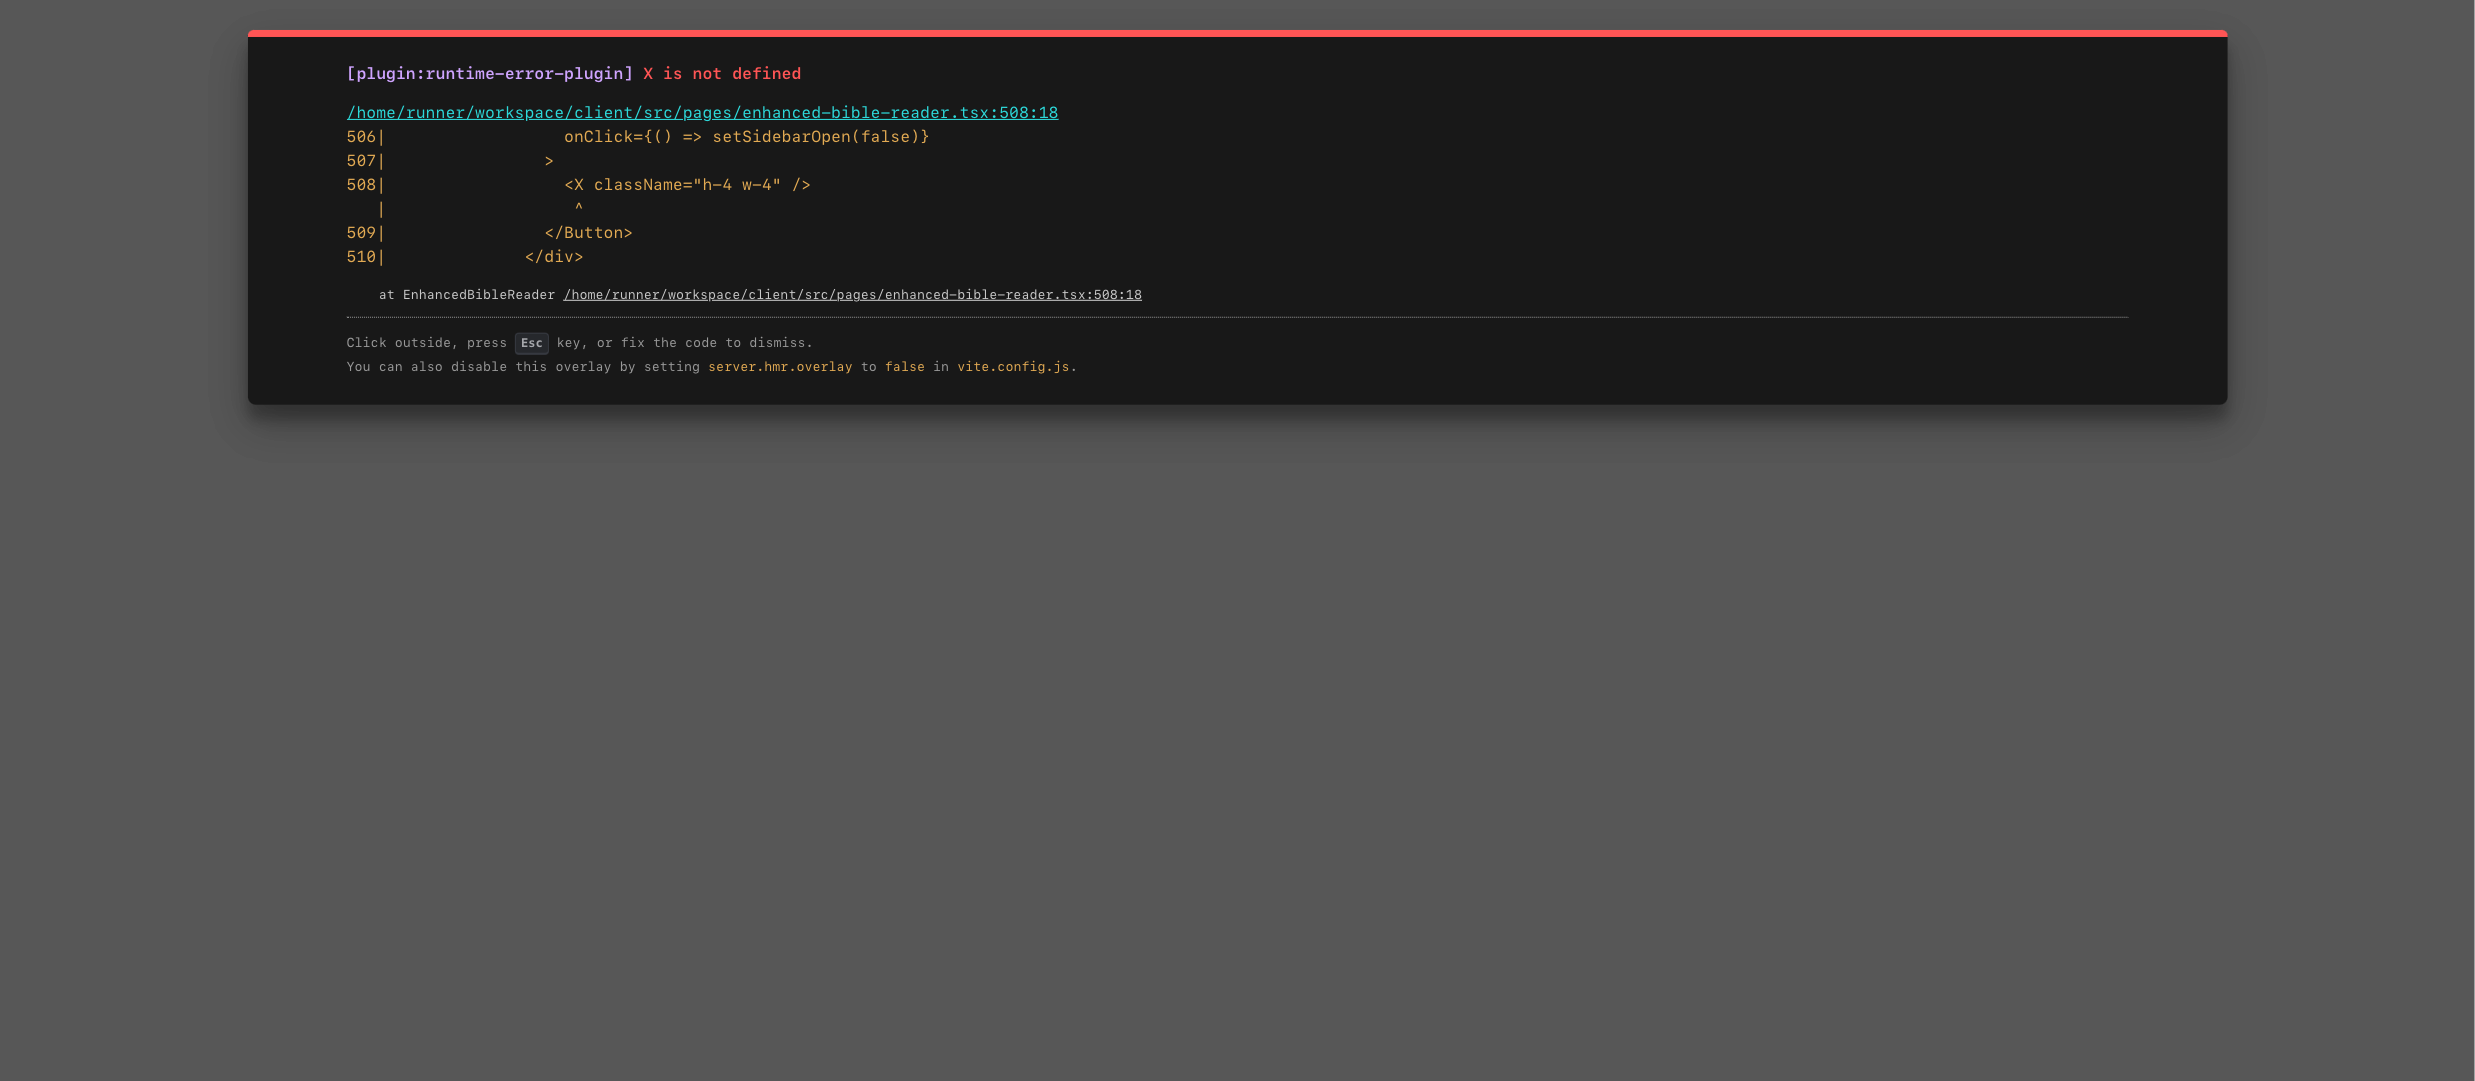 [plugin:runtime-error-plugin] X is not defined
/home/runner/workspace/client/src/pages/enhanced-bible-reader.tsx:508:18
506|                  onClick={() => setSidebarOpen(false)}
507|                >
508|                  <X className="h-4 w-4" />
   |                   ^
509|                </Button>
510|              </div>
at EnhancedBibleReader /home/runner/workspace/client/src/pages/enhanced-bible-reader.tsx:508:18
Click outside, press Esc key, or fix the code to dismiss.
You can also disable this overlay by setting server.hmr.overlay to false in vite.config.js.